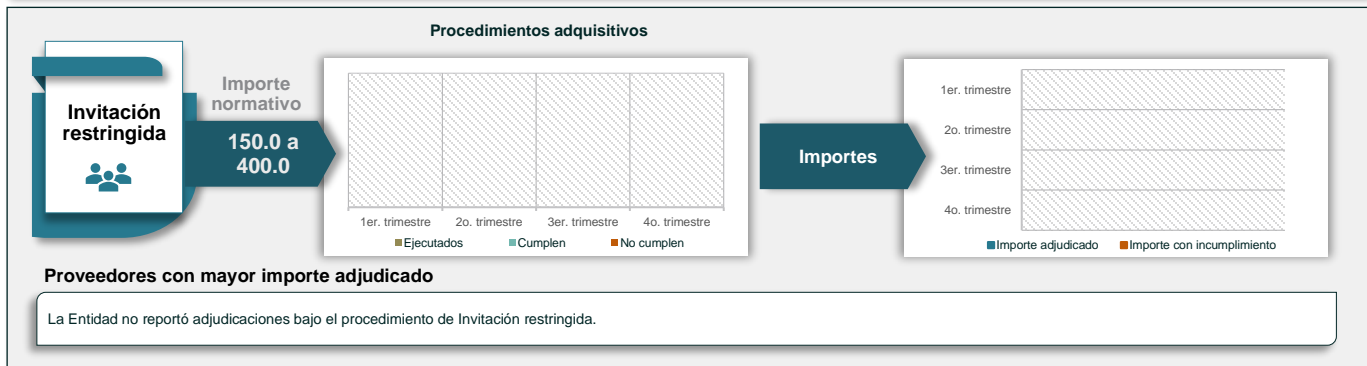 Procedimientos adquisitivos
Invitación
restringida
Importe
normativo
150.0 a
400.0
1er. trimestre
2o. trimestre
3er. trimestre
4o. trimestre
Ejecutados
Cumplen
No cumplen
Importes
1er. trimestre
2o. trimestre
3er. trimestre
4o. trimestre
Importe adjudicado
Importe con incumplimiento
Proveedores con mayor importe adjudicado
La Entidad no reportó adjudicaciones bajo el procedimiento de Invitación restringida.